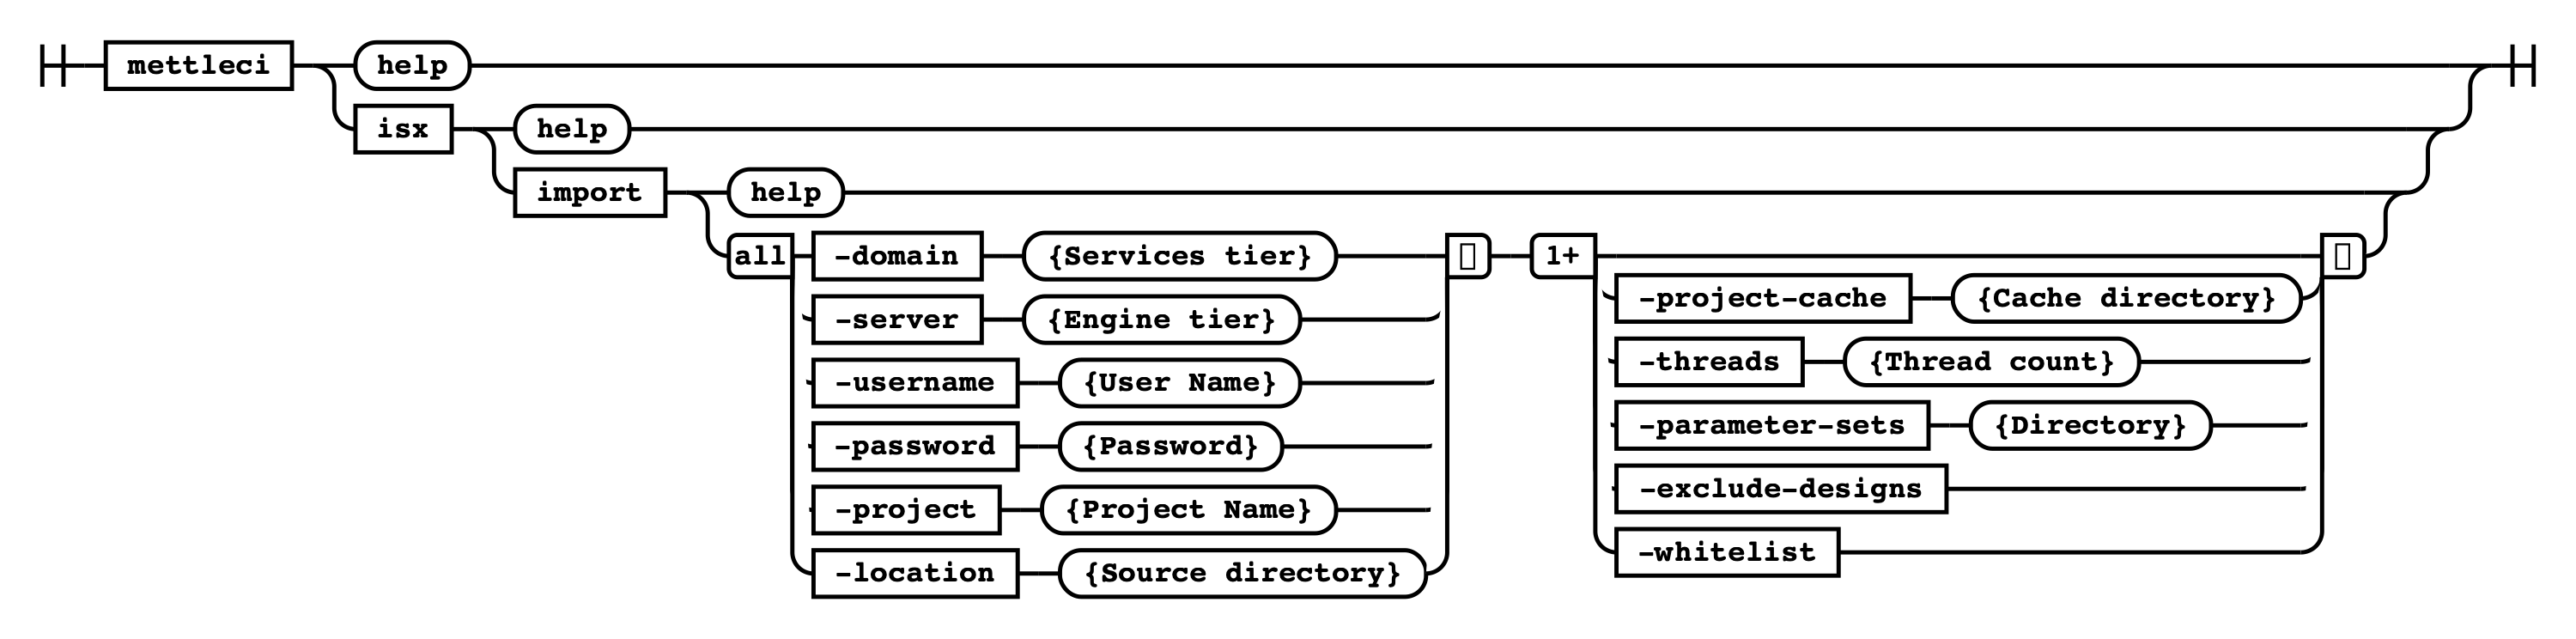 mettleci help
isx help
import help
all -domain {Services tier} 1+
-project-cache {Cache directory}
-server {Engine tier}
-threads {Thread count}
-username {User Name}
-parameter-sets {Directory}
-password {Password}
-exclude-designs
-project {Project Name}
-whitelist
-location {Source directory}